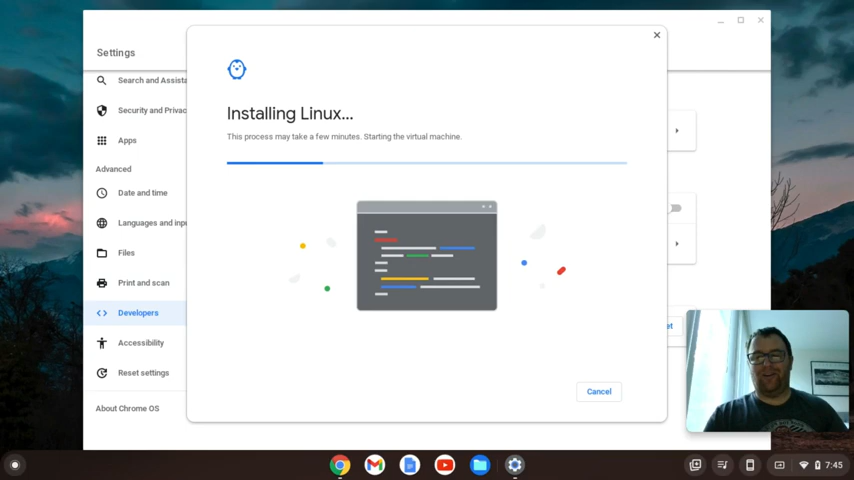 Settings
Search and Assista
Security and Privac
Apps
Advanced
Date and time
Languages and inpu
Files
Print and scan
Developers
Accessibility
Reset settings
About Chrome OS
Installing Linux...
This process may take a few minutes. Starting the virtual machine.
Cancel
et
7:45